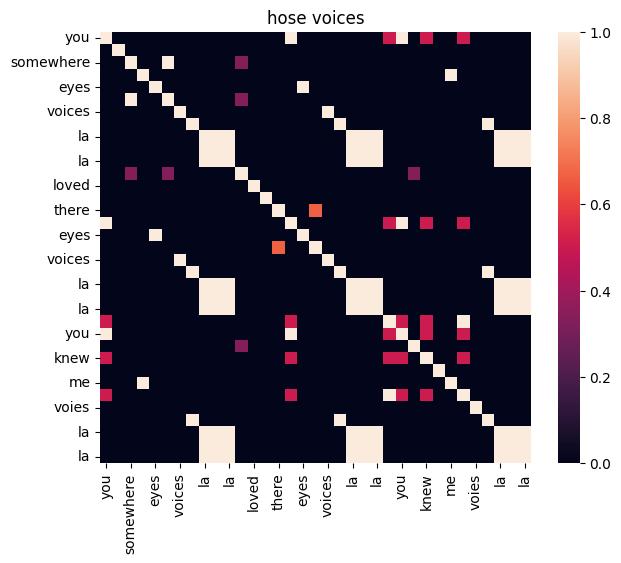 hose voices
you
somewhere
eyes
voices
la
la
loved
there
eyes
voices
la
la
you
knew
me
voies
la
la
1.0
0.8
0.6
0.4
0.2
0.0
you
somewhere
eyes
voices
la
la
loved
there
eyes
voices
la
la
you
knew
me
voies
la
la